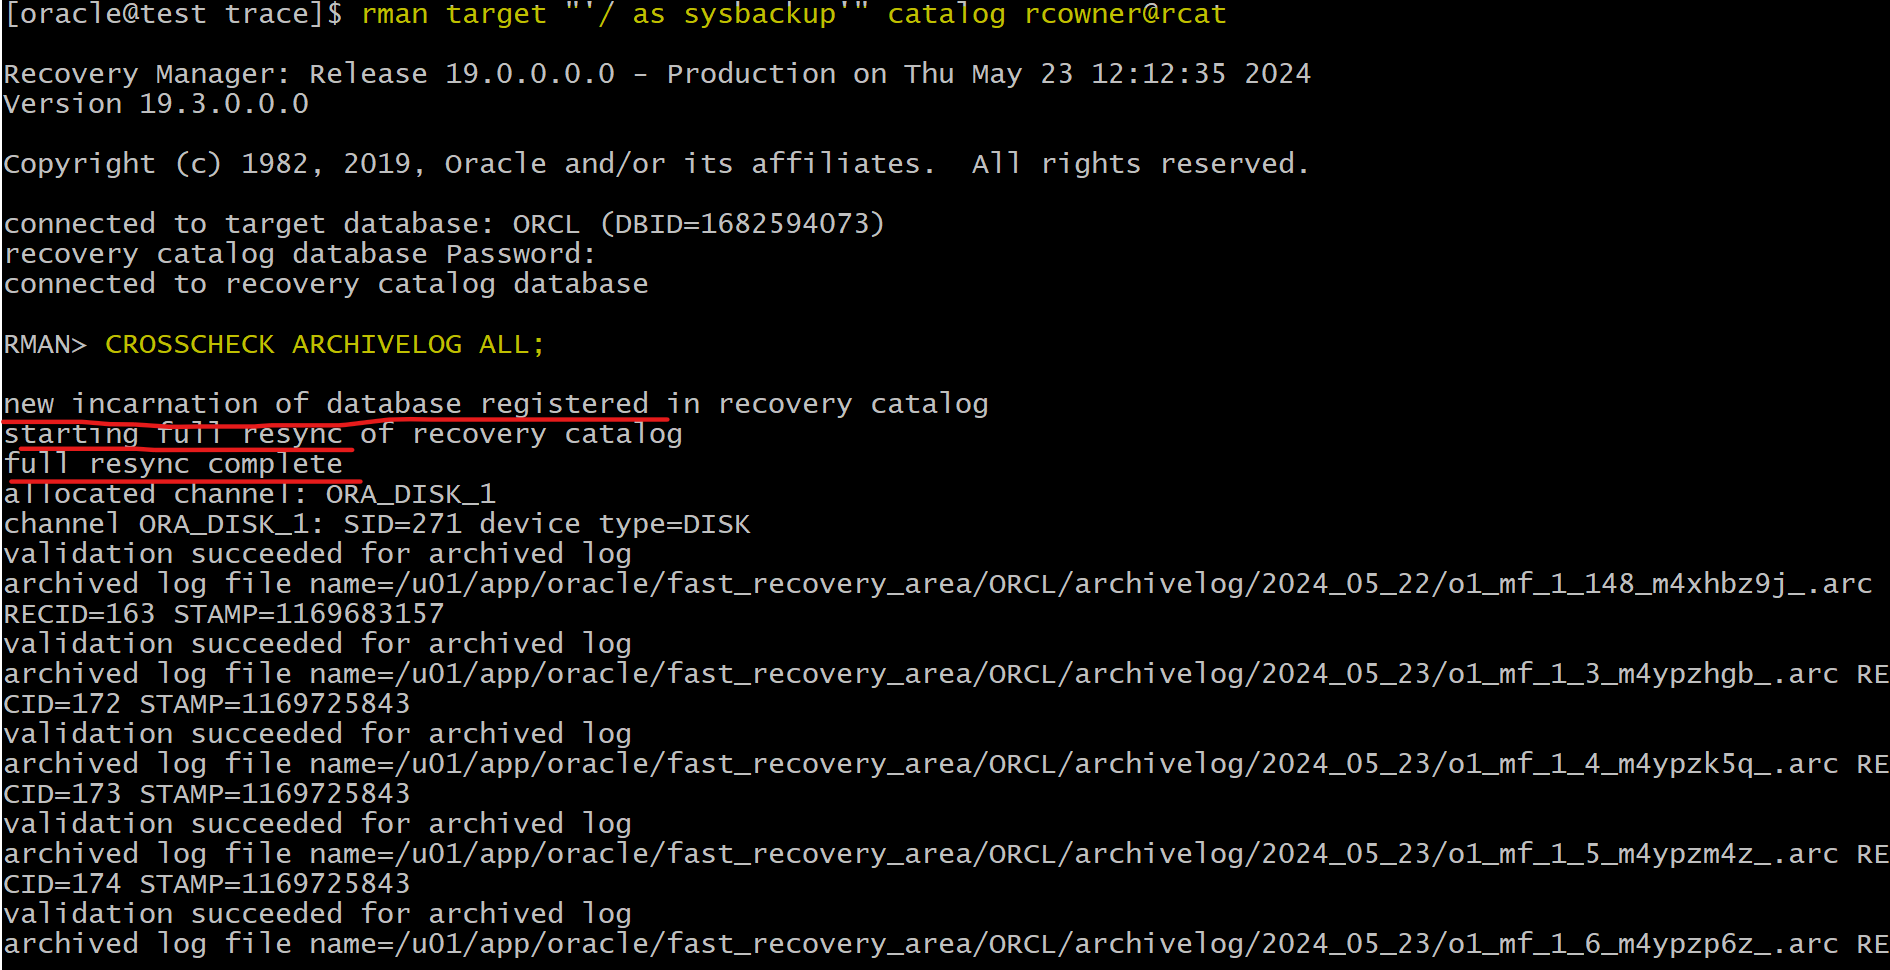 [oracle@test trace]$ rman target "'/ as sysbackup'" catalog rcowner@rcat
Recovery Manager: Release 19.0.0.0.0 - Production on Thu May 23 12:12:35 2024
Version 19.3.0.0.0
Copyright (c) 1982, 2019, Oracle and/or its affiliates.  All rights reserved.
connected to target database: ORCL (DBID=1682594073)
recovery catalog database Password:
connected to recovery catalog database
RMAN> CROSSCHECK ARCHIVELOG ALL;
new incarnation of database registered in recovery catalog
starting full resync of recovery catalog
full resync complete
allocated channel: ORA_DISK_1
channel ORA_DISK_1: SID=271 device type=DISK
validation succeeded for archived log
archived log file name=/u01/app/oracle/fast_recovery_area/ORCL/archivelog/2024_05_22/o1_mf_1_148_m4xhbz9j_.arc
RECID=163 STAMP=1169683157
validation succeeded for archived log
archived log file name=/u01/app/oracle/fast_recovery_area/ORCL/archivelog/2024_05_23/o1_mf_1_3_m4ypzhgb_.arc RE
CID=172 STAMP=1169725843
validation succeeded for archived log
archived log file name=/u01/app/oracle/fast_recovery_area/ORCL/archivelog/2024_05_23/o1_mf_1_4_m4ypzk5q_.arc RE
CID=173 STAMP=1169725843
validation succeeded for archived log
archived log file name=/u01/app/oracle/fast_recovery_area/ORCL/archivelog/2024_05_23/o1_mf_1_5_m4ypzm4z_.arc RE
CID=174 STAMP=1169725843
validation succeeded for archived log
archived log file name=/u01/app/oracle/fast_recovery_area/ORCL/archivelog/2024_05_23/o1_mf_1_6_m4ypzp6z_.arc RE